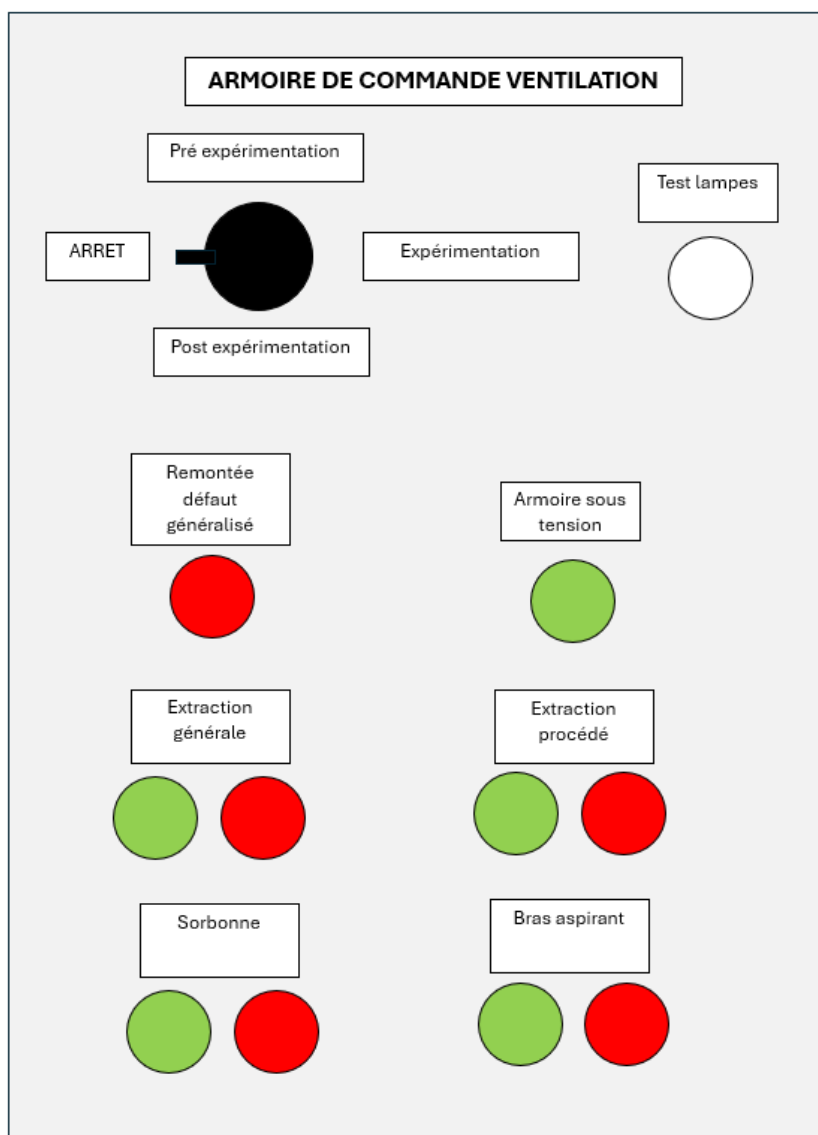 ARMOIRE DE COMMANDE VENTILATION
Pré expérimentation
Test lampes
ARRET
Expérimentation
Post expérimentation
Remontée
défaut
généralisé
Armoire sous
tension
Extraction
générale
Extraction
procédé
Sorbonne
Bras aspirant